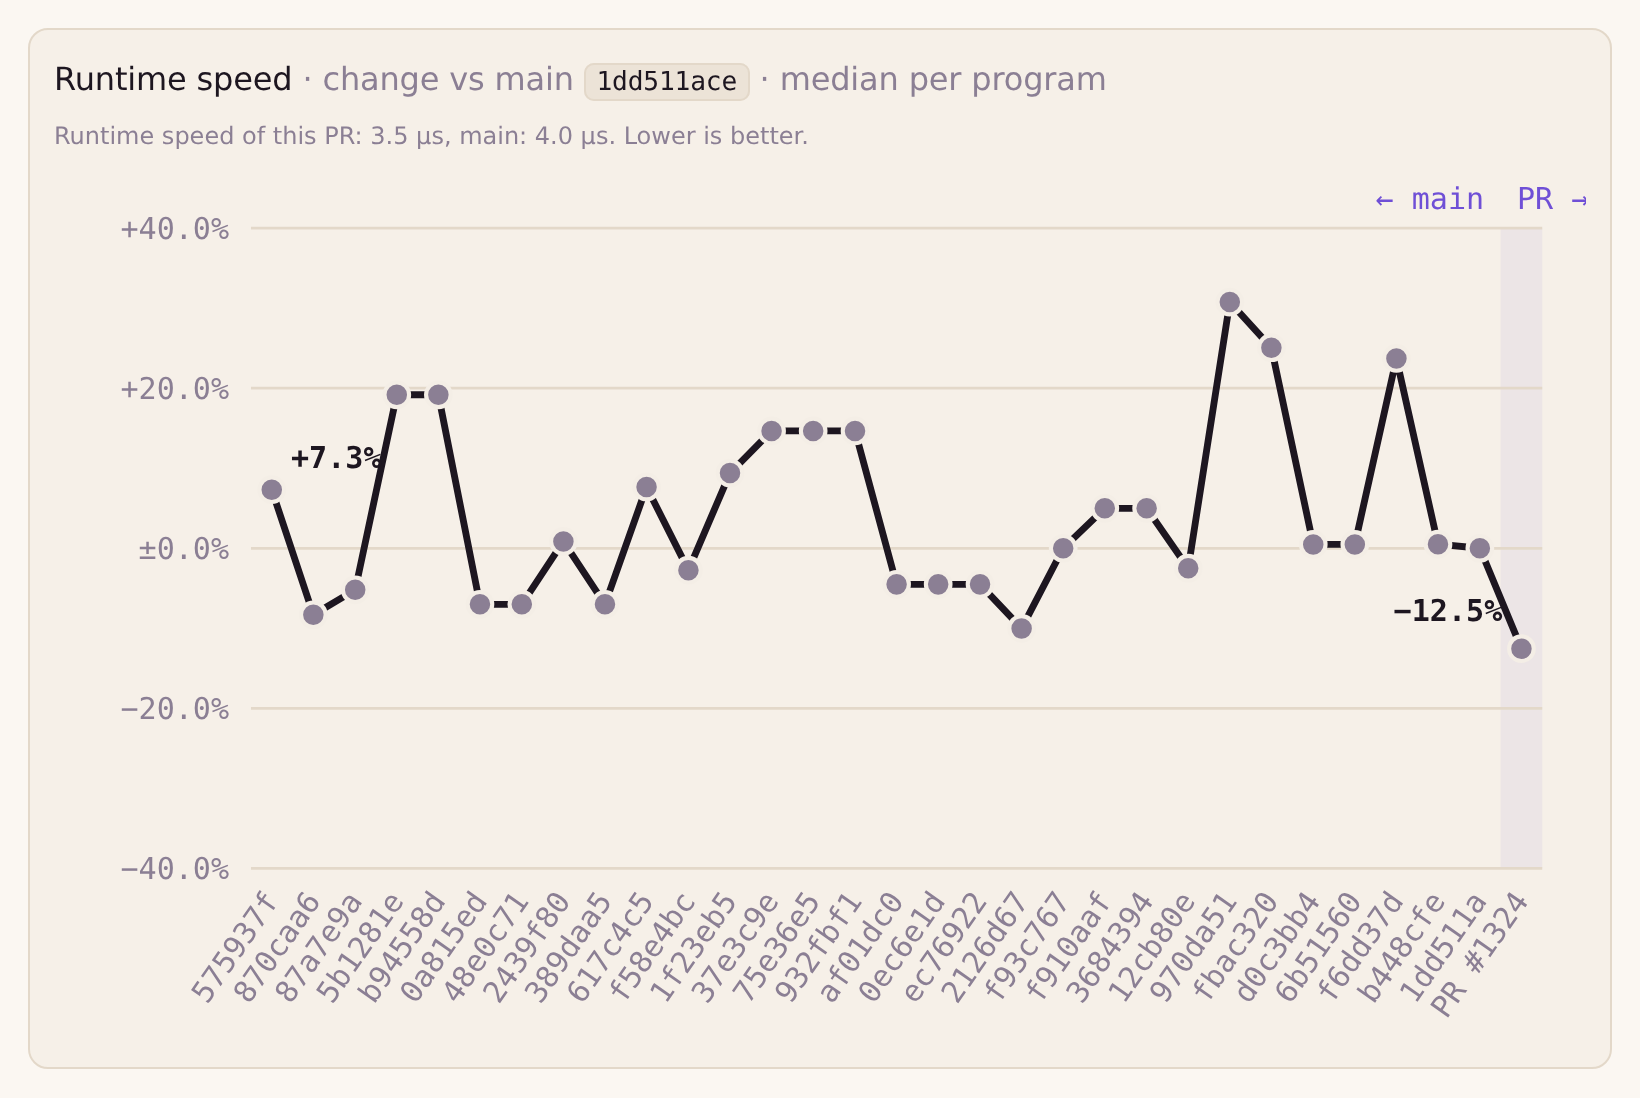 Runtime speed · change vs main 1dd511ace · median per program
Runtime speed of this PR: 3.5 µs, main: 4.0 µs. Lower is better.
← main PR →
+40.0%
+20.0%
±0.0%
−20.0%
−40.0%
+7.3%
−12.5%
575937f
870caa6
87a7e9a
5b1281e
b94558d
0a815ed
48e0c71
2439f80
389daa5
617c4c5
f58e4bc
1f23eb5
37e3c9e
75e36e5
932fbf1
af01dc0
0ec6e1d
ec76922
2126d67
f93c767
f910aaf
3684394
12cb80e
970da51
fbac320
d0c3bb4
6b51560
f6dd37d
b448cfe
1dd511a
PR #1324